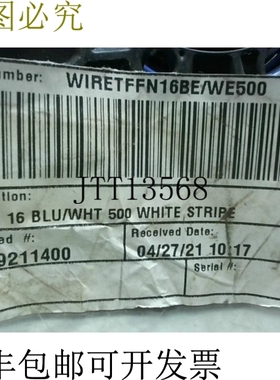 图必究
umber: WIRETFFN16BE/WE500
tion:
16 BLU/WHT 500 WHITE STRIPE
JTT13568
ed #:
9211400
Received Date:
04/27/21 10:17
Serial #:
丰包邮可开发票